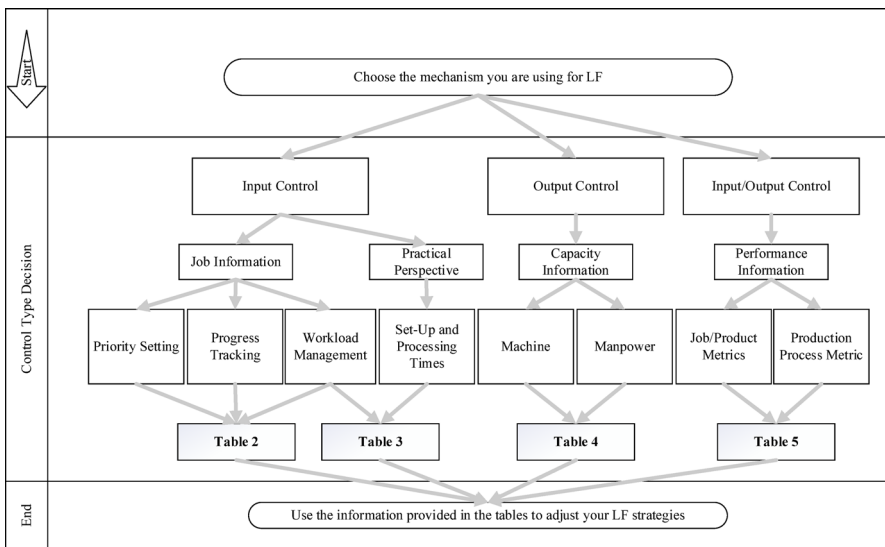 Start
Choose the mechanism you are using for LF
Control Type Decision
Input Control
Output Control
Input/Output Control
Job Information
Practical
Perspective
Capacity
Information
Performance
Information
Priority Setting
Progress
Tracking
Workload
Management
Set-Up and
Processing
Times
Machine
Manpower
Job/Product
Metrics
Production
Process Metric
Table 2
Table 3
Table 4
Table 5
End
Use the information provided in the tables to adjust your LF strategies